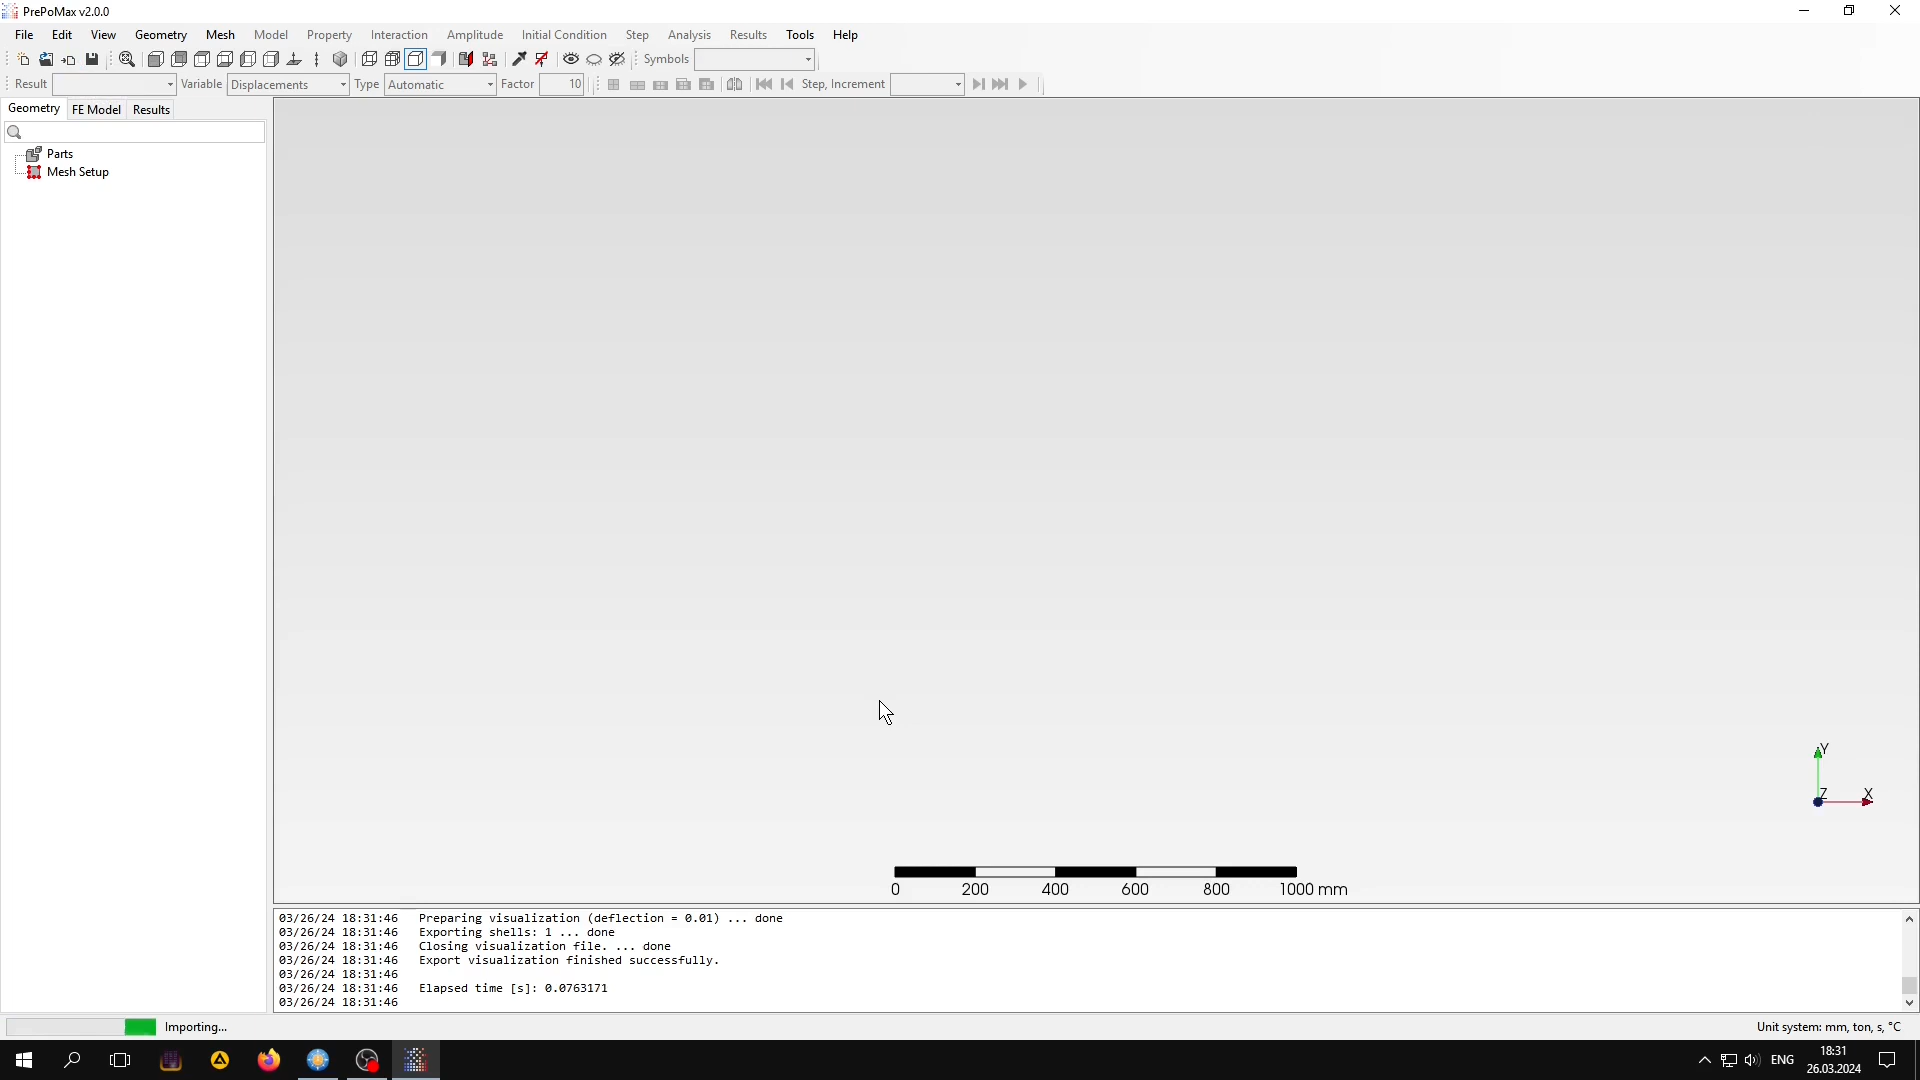 PrePoMax v2.0.0
File Edit View Geometry Mesh Model Property Interaction Amplitude Initial Condition Step Analysis Results Tools Help
Symbols
Result Variable Displacements Type Automatic Factor 10 Step, Increment
Geometry FE Model Results
Parts
Mesh Setup
Y
Z X
0 200 400 600 800 1000 mm
03/26/24 18:31:46 Preparing visualization (deflection = 0.01) ... done
03/26/24 18:31:46 Exporting shells: 1 ... done
03/26/24 18:31:46 Closing visualization file. ... done
03/26/24 18:31:46 Export visualization finished successfully.
03/26/24 18:31:46
03/26/24 18:31:46 Elapsed time [s]: 0.0763171
03/26/24 18:31:46
Importing... Unit system: mm, ton, s, °C
ENG 18:31
26.03.2024